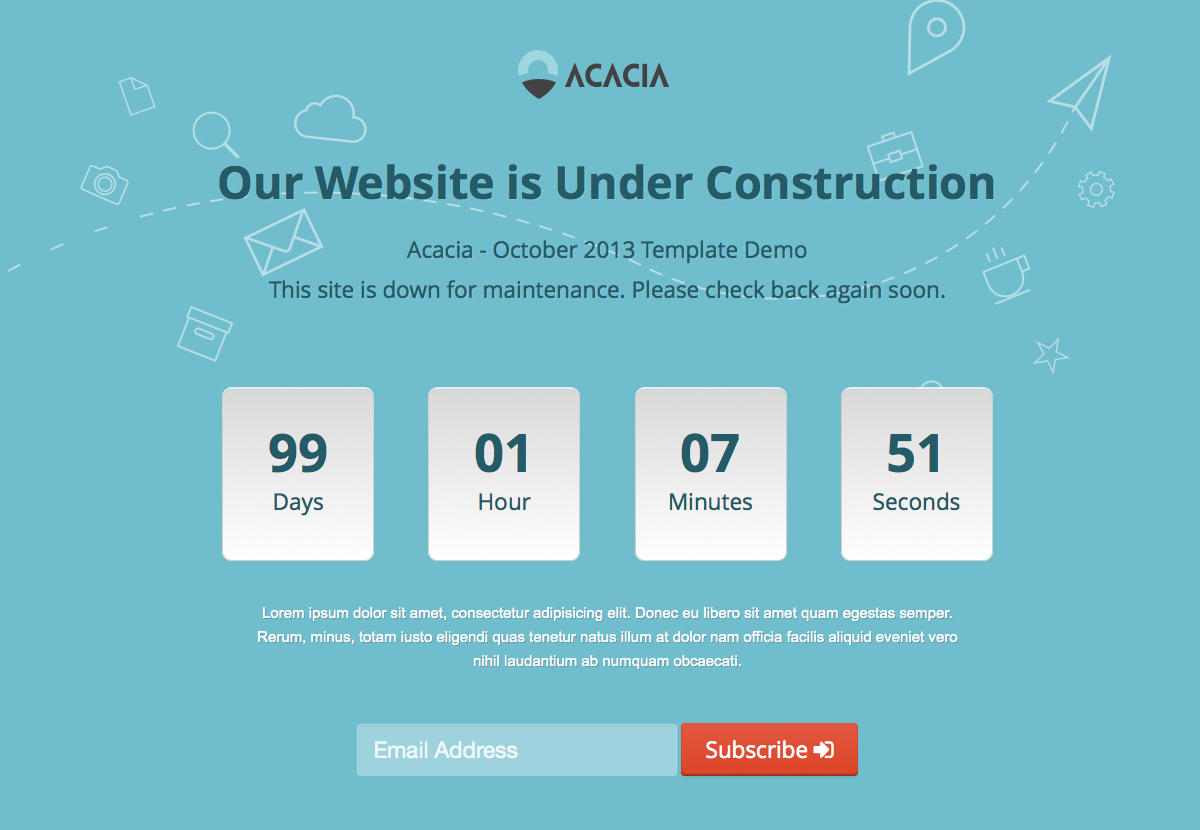 ACACIA
Our Website is Under Construction
Acacia - October 2013 Template Demo
This site is down for maintenance. Please check back again soon.
99
Days
01
Hour
07
Minutes
51
Seconds
Lorem ipsum dolor sit amet, consectetur adipisicing elit. Donec eu libero sit amet quam egestas semper.
Rerum, minus, totam iusto eligendi quas tenetur natus illum at dolor nam officia facilis aliquid eveniet vero
nihil laudantium ab numquam obcaecati.
Email Address
Subscribe